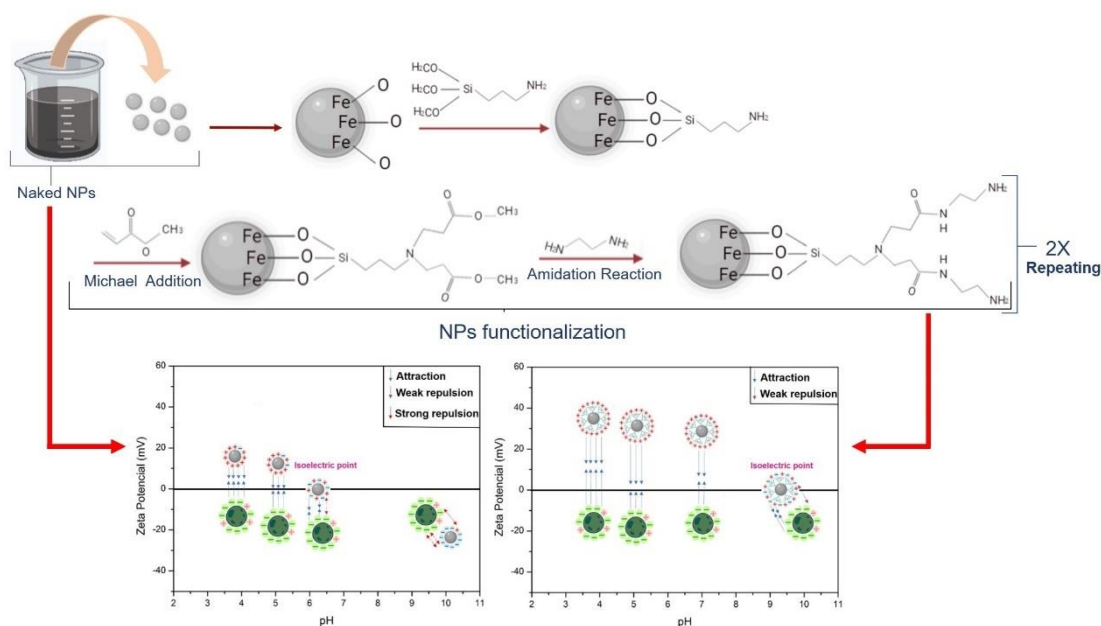 H₃CO
H₃CO
H₃CO
Si
NH₂
Fe
Fe
Fe
O
O
O
Fe
Fe
Fe
O
O
O
Si
NH₂
Naked NPs
O
O
CH₃
Michael Addition
Fe
Fe
Fe
O
O
O
Si
N
O
O
CH₃
O
O
CH₃
H₂N
NH₂
Amidation Reaction
Fe
Fe
Fe
O
O
O
Si
N
O
N
H
NH₂
O
H
N
NH₂
2X
Repeating
NPs functionalization
Zeta Potencial (mV)
60
40
20
0
-20
-40
2 3 4 5 6 7 8 9 10 11
pH
Attraction
Weak repulsion
Strong repulsion
Isoelectric point
Zeta Potencial (mV)
60
40
20
0
-20
-40
2 3 4 5 6 7 8 9 10 11
pH
Attraction
Weak repulsion
Isoelectric point